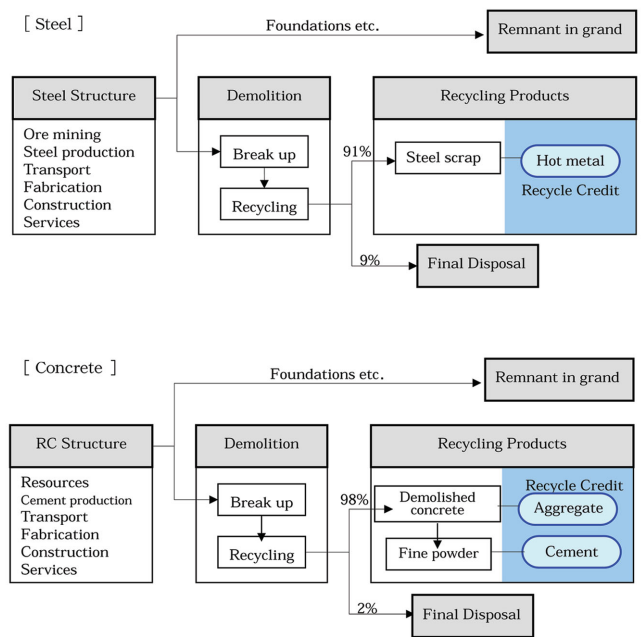 [ Steel ]
Foundations etc.
Remnant in grand
Steel Structure
Demolition
Recycling Products
Ore mining
Steel production
Transport
Fabrication
Construction
Services
Break up
Recycling
91%
Steel scrap
Hot metal
Recycle Credit
9%
Final Disposal
[ Concrete ]
Foundations etc.
Remnant in grand
RC Structure
Demolition
Recycling Products
Resources
Cement production
Transport
Fabrication
Construction
Services
Break up
Recycling
98%
Demolished
concrete
Fine powder
Recycle Credit
Aggregate
Cement
2%
Final Disposal